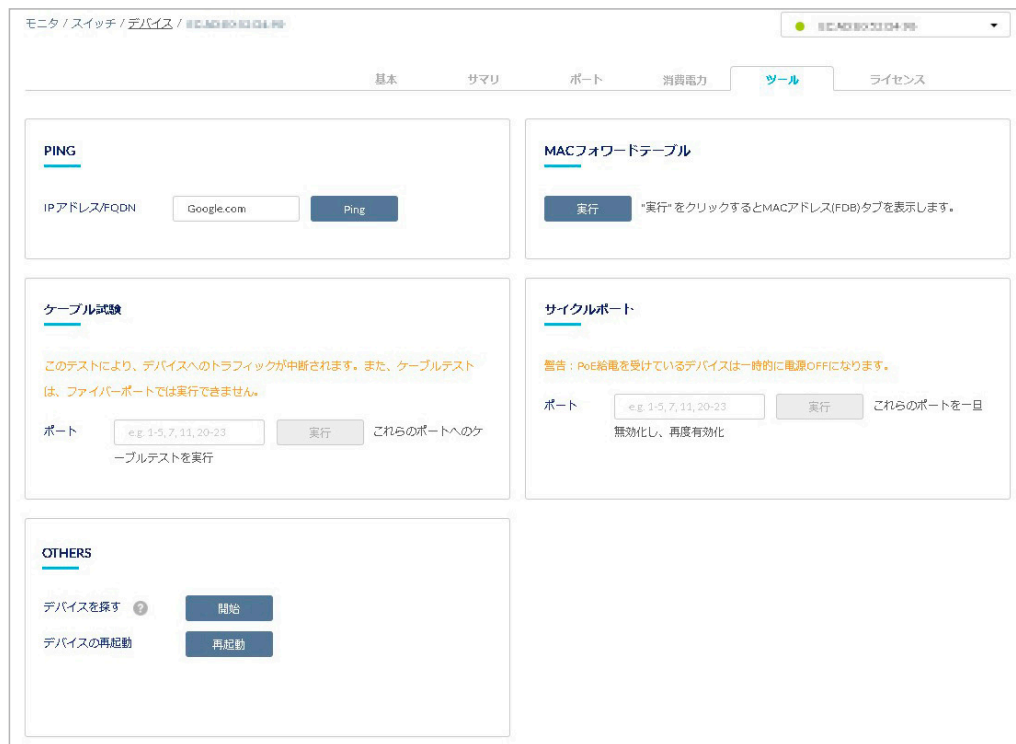 モニタ / スイッチ / デバイス /
基本 サマリ ポート 消費電力 ツール ライセンス
PING
IPアドレス/FQDN Google.com Ping
MACフォワードテーブル
実行 "実行" をクリックするとMACアドレス(FDB)タブを表示します。
ケーブル試験
このテストにより、デバイスへのトラフィックが中断されます。また、ケーブルテスト
は、ファイバーポートでは実行できません。
ポート e.g. 1-5, 7, 11, 20-23 実行 これらのポートへのケ
ーブルテストを実行
サイクルポート
警告：PoE給電を受けているデバイスは一時的に電源OFFになります。
ポート e.g. 1-5, 7, 11, 20-23 実行 これらのポートを一旦
無効化し、再度有効化
OTHERS
デバイスを探す ? 開始
デバイスの再起動 再起動